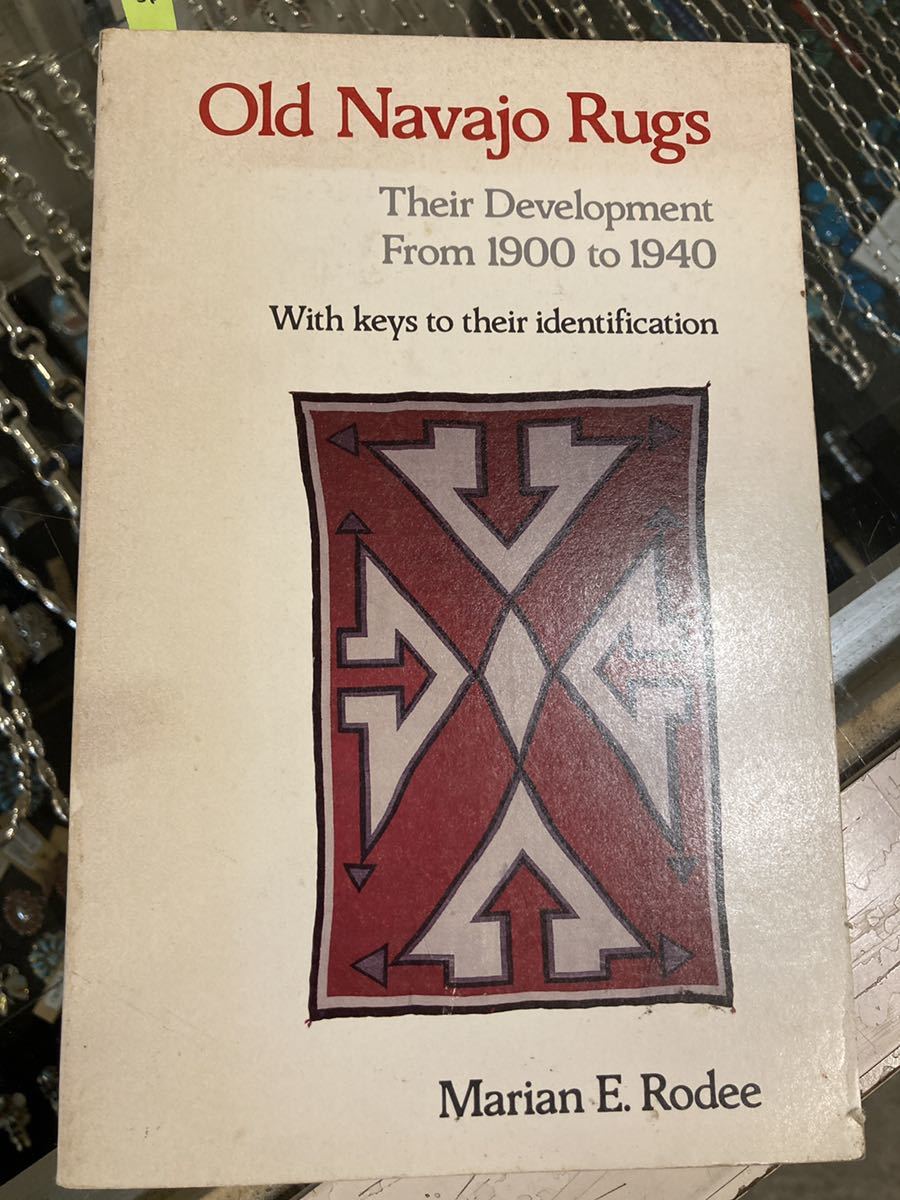 Old Navajo Rugs
Their Development
From 1900 to 1940
With keys to their identification
Marian E. Rodee